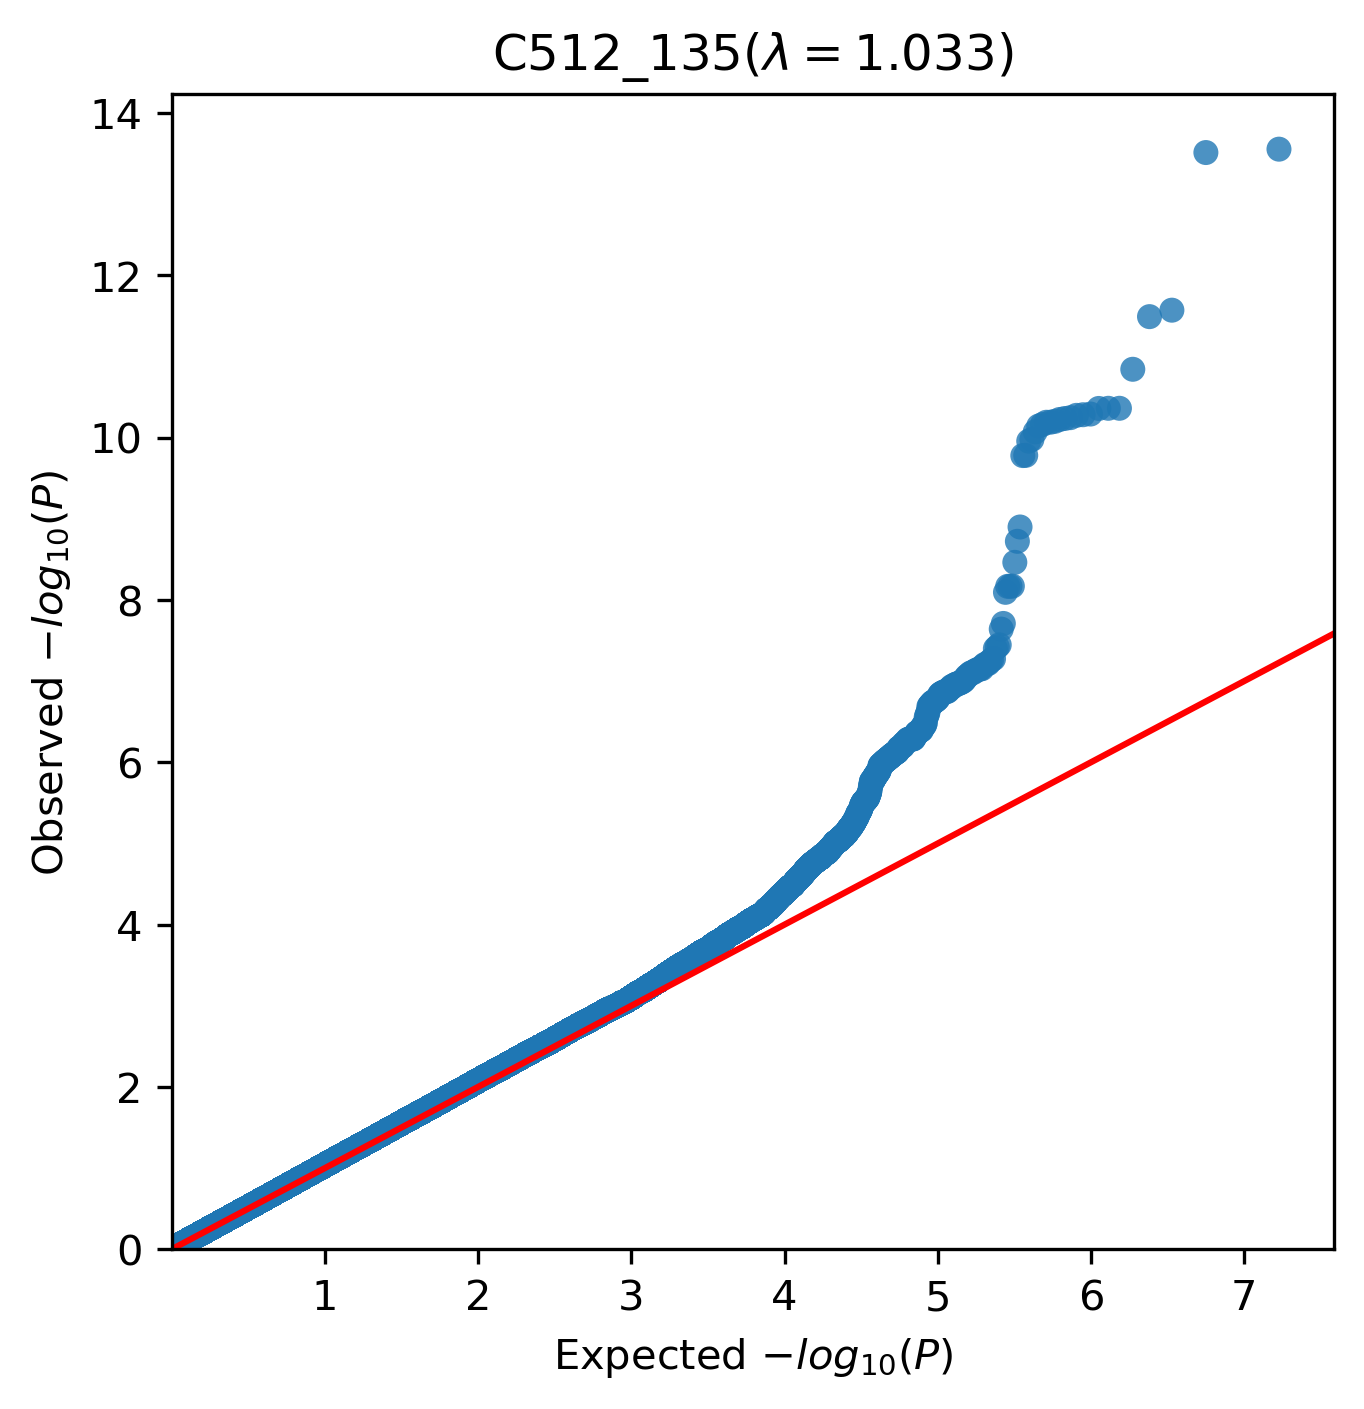 C512_135(λ = 1.033)
14
12
10
8
6
4
2
0
Observed −log₁₀(P)
1 2 3 4 5 6 7
Expected −log₁₀(P)